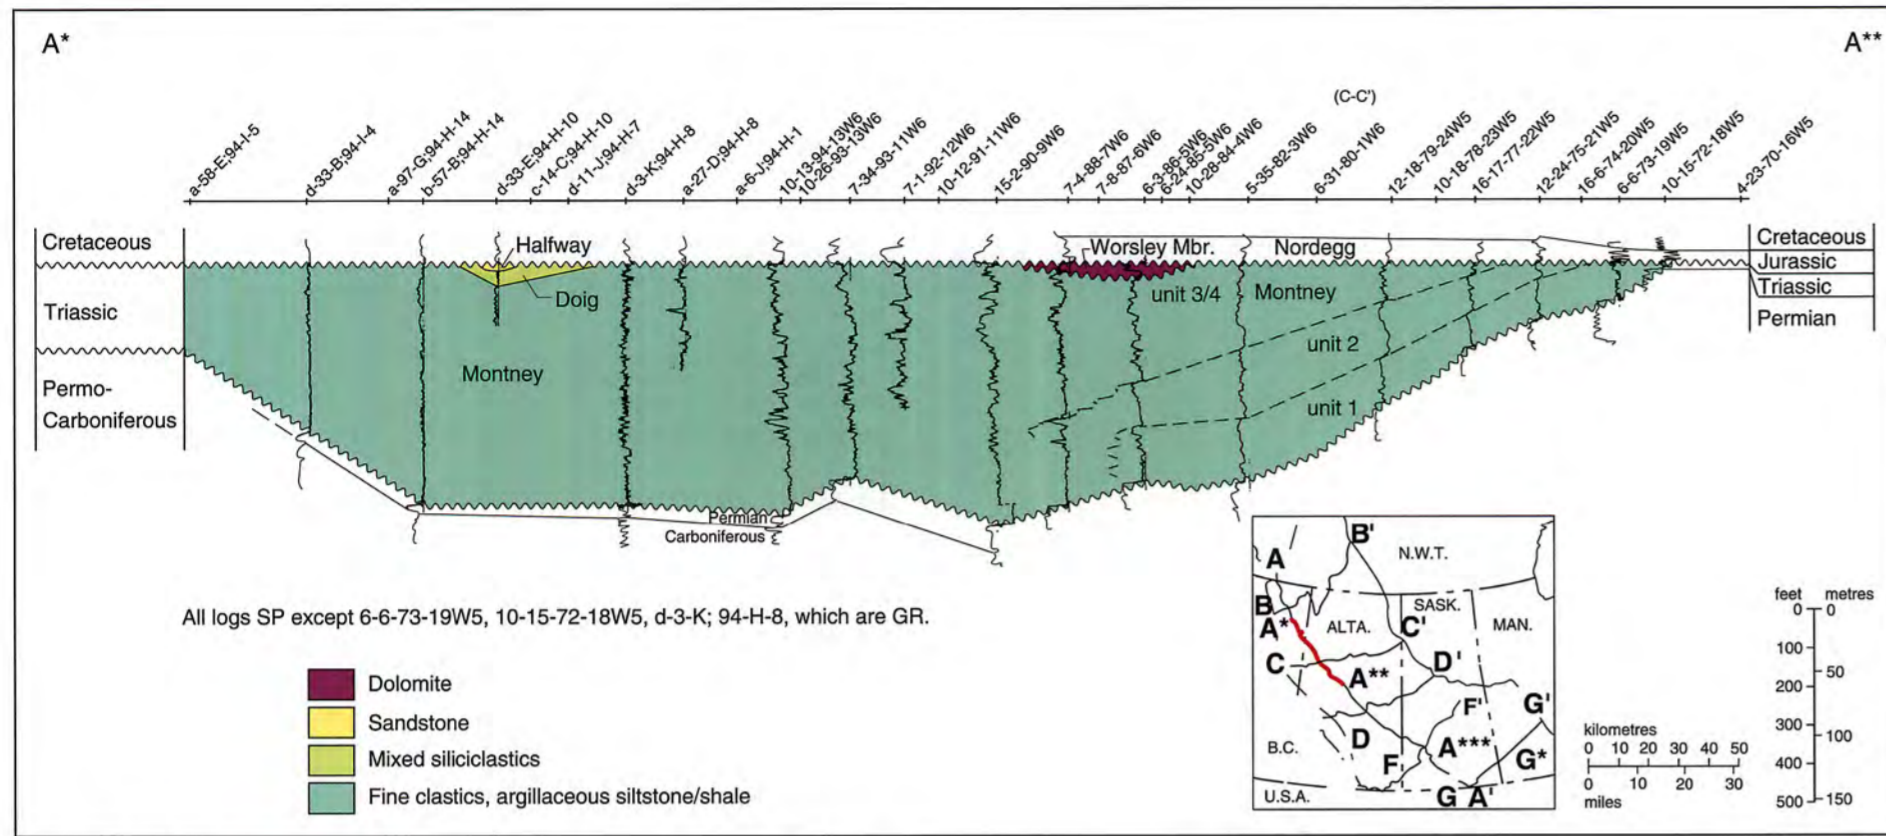 A*
A**
(C-C')
a-58-E;94-I-5
d-33-B;94-I-4
a-97-G;94-H-14
b-57-B;94-H-14
d-33-E;94-H-10
c-14-C;94-H-10
d-11-J;94-H-7
d-3-K;94-H-8
a-27-D;94-H-8
a-6-J;94-H-1
10-13-94-13W6
10-26-93-13W6
7-34-93-11W6
7-1-92-12W6
10-12-91-11W6
15-2-90-9W6
7-4-88-7W6
7-8-87-6W6
6-3-86-5W6
6-24-85-5W6
10-28-84-4W6
5-35-82-3W6
6-31-80-1W6
12-18-79-24W5
10-18-78-23W5
16-17-77-22W5
12-24-75-21W5
16-6-74-20W5
6-6-73-19W5
10-15-72-18W5
4-23-70-16W5
Cretaceous
Triassic
Permo-
Carboniferous
Halfway
Doig
Montney
Worsley Mbr.
Nordegg
unit 3/4
Montney
unit 2
unit 1
Permian
Carboniferous
Cretaceous
Jurassic
Triassic
Permian
All logs SP except 6-6-73-19W5, 10-15-72-18W5, d-3-K; 94-H-8, which are GR.
Dolomite
Sandstone
Mixed siliciclastics
Fine clastics, argillaceous siltstone/shale
B'
A
N.W.T.
B
A*
ALTA.
SASK.
MAN.
C'
C
A**
D'
G'
F'
B.C.
D
A***
F
G*
U.S.A.
G
A'
kilometres
0 10 20 30 40 50
0 10 20 30
miles
feet metres
0 0
100
50
200
300
100
400
500 150